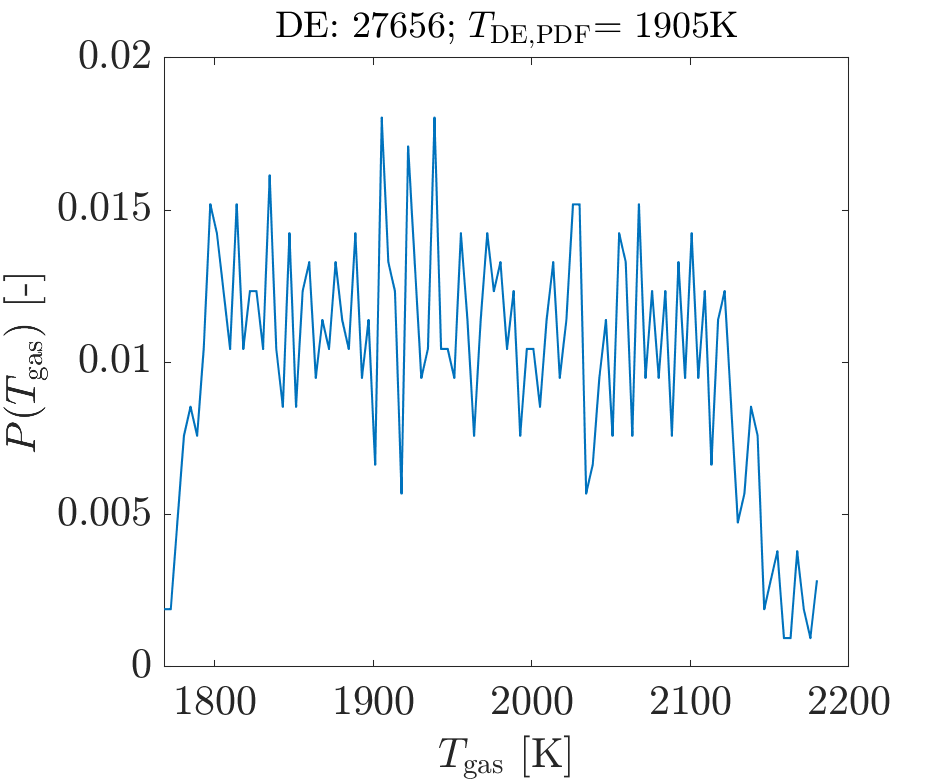 DE: 27656; T_DE,PDF= 1905K
0.02
0.015
0.01
0.005
0
P(T_gas) [-]
1800 1900 2000 2100 2200
T_gas [K]